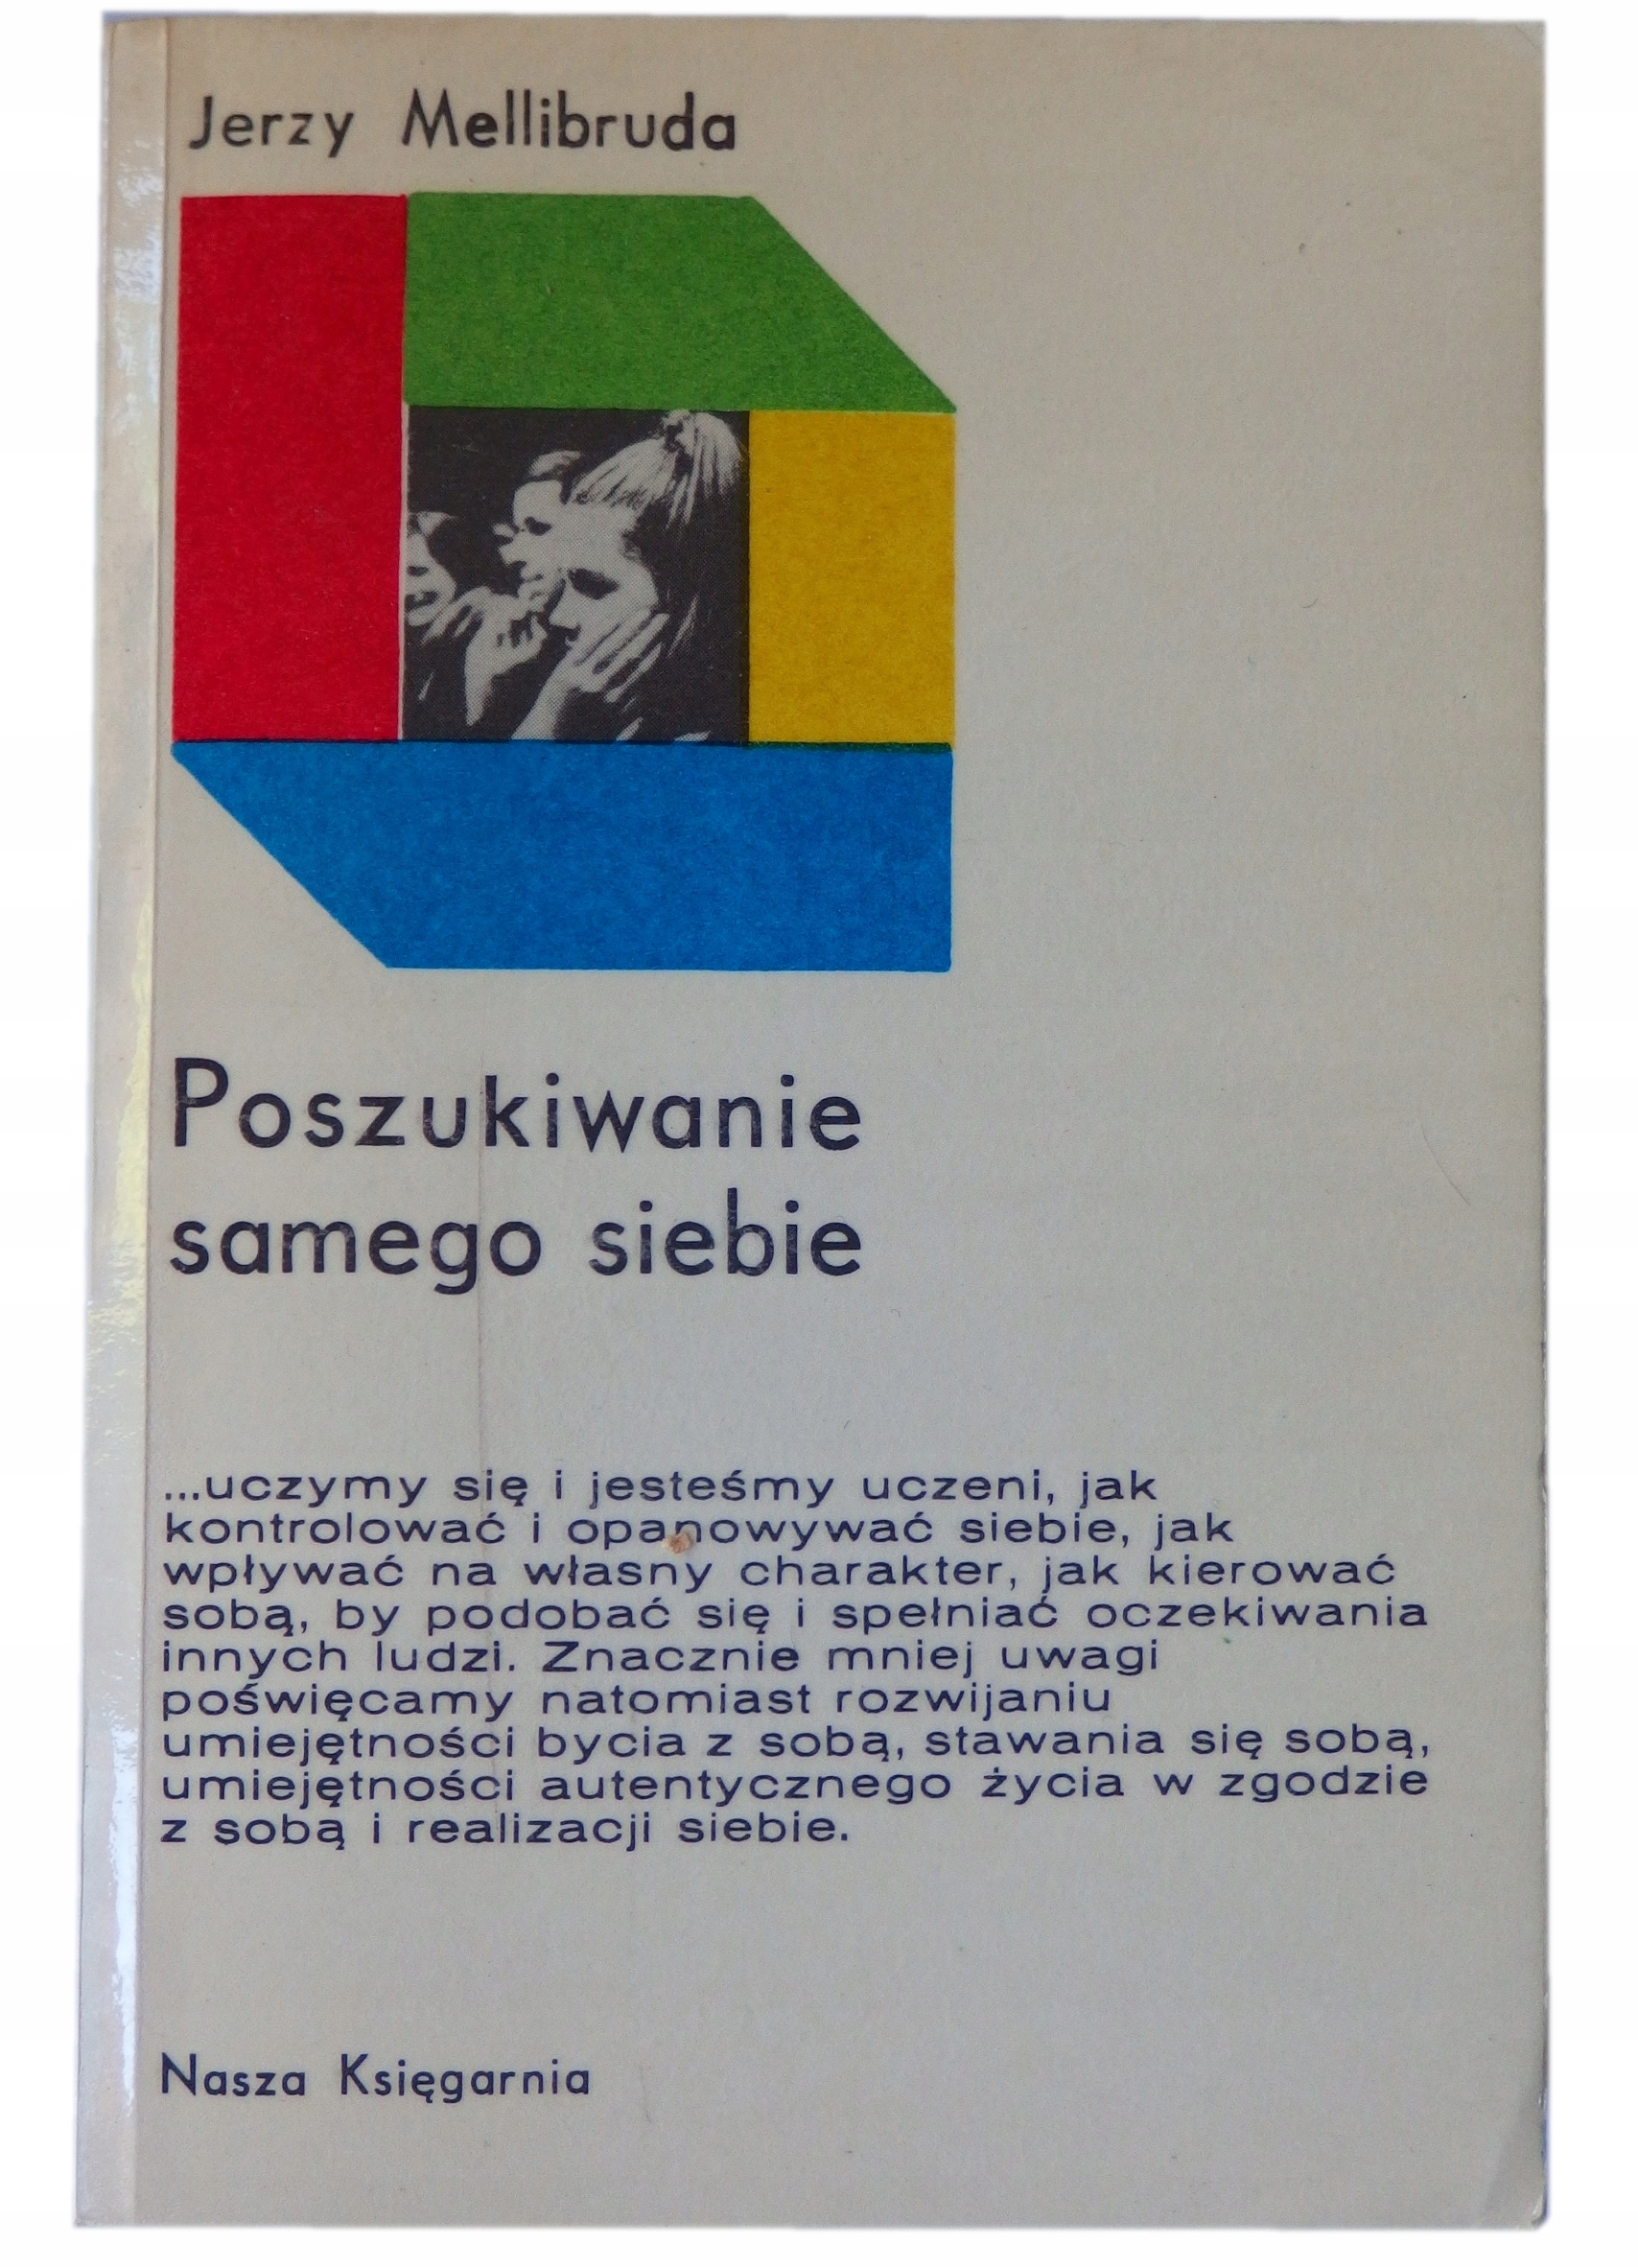 Jerzy Mellibruda
Poszukiwanie
samego siebie
...uczymy się i jesteśmy uczeni, jak
kontrolować i opanowywać siebie, jak
wpływać na własny charakter, jak kierować
sobą, by podobać się i spełniać oczekiwania
innych ludzi. Znacznie mniej uwagi
poświęcamy natomiast rozwijaniu
umiejętności bycia z sobą, stawania się sobą,
umiejętności autentycznego życia w zgodzie
z sobą i realizacji siebie.
Nasza Księgarnia